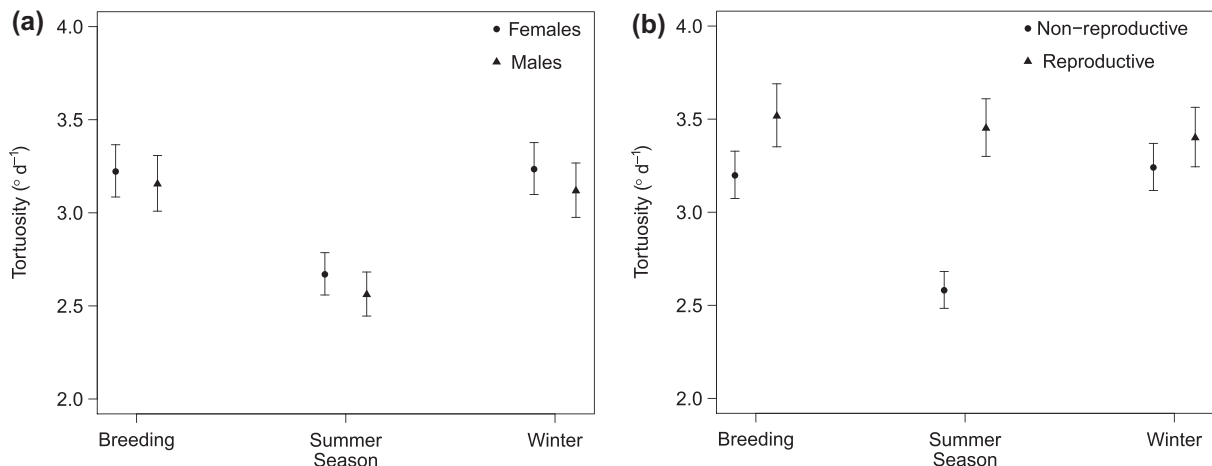 (a)
4.0
3.5
3.0
2.5
2.0
Tortuosity (° d⁻¹)
Females
Males
Breeding
Summer
Winter
Season
(b)
4.0
3.5
3.0
2.5
2.0
Tortuosity (° d⁻¹)
Non−reproductive
Reproductive
Breeding
Summer
Winter
Season